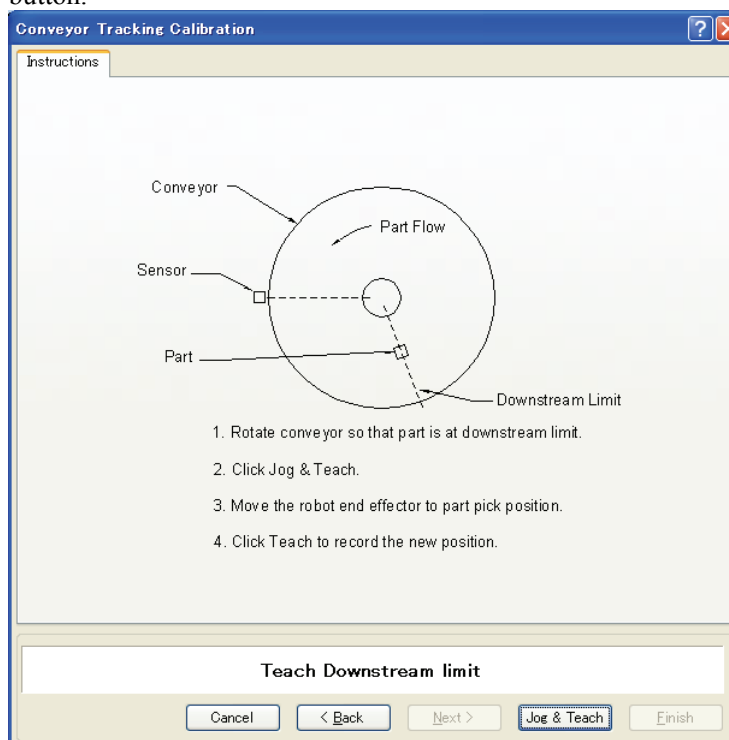 button.
Conveyor Tracking Calibration
Instructions
Conveyor
Part Flow
Sensor
Part
Downstream Limit
1. Rotate conveyor so that part is at downstream limit.
2. Click Jog & Teach.
3. Move the robot end effector to part pick position.
4. Click Teach to record the new position.
Teach Downstream limit
Cancel < Back Next > Jog & Teach Finish